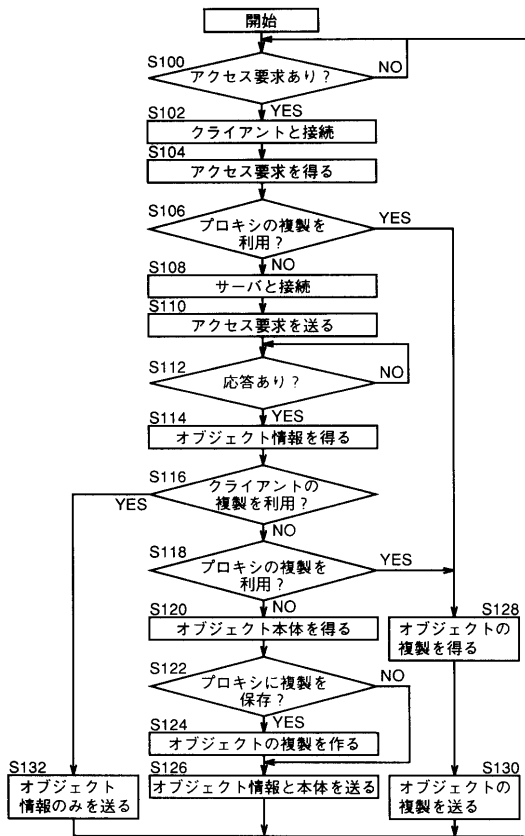 開始
S100
アクセス要求あり?
NO
YES
S102
クライアントと接続
S104
アクセス要求を得る
S106
プロキシの複製を
利用?
YES
NO
S108
サーバと接続
S110
アクセス要求を送る
S112
応答あり?
NO
YES
S114
オブジェクト情報を得る
S116
クライアントの
複製を利用?
YES
NO
S118
プロキシの複製を
利用?
YES
NO
S120
オブジェクト本体を得る
S128
オブジェクトの
複製を得る
S122
プロキシに複製を
保存?
NO
YES
S124
オブジェクトの複製を作る
S132
オブジェクト
情報のみを送る
S126
オブジェクト情報と本体を送る
S130
オブジェクトの
複製を送る